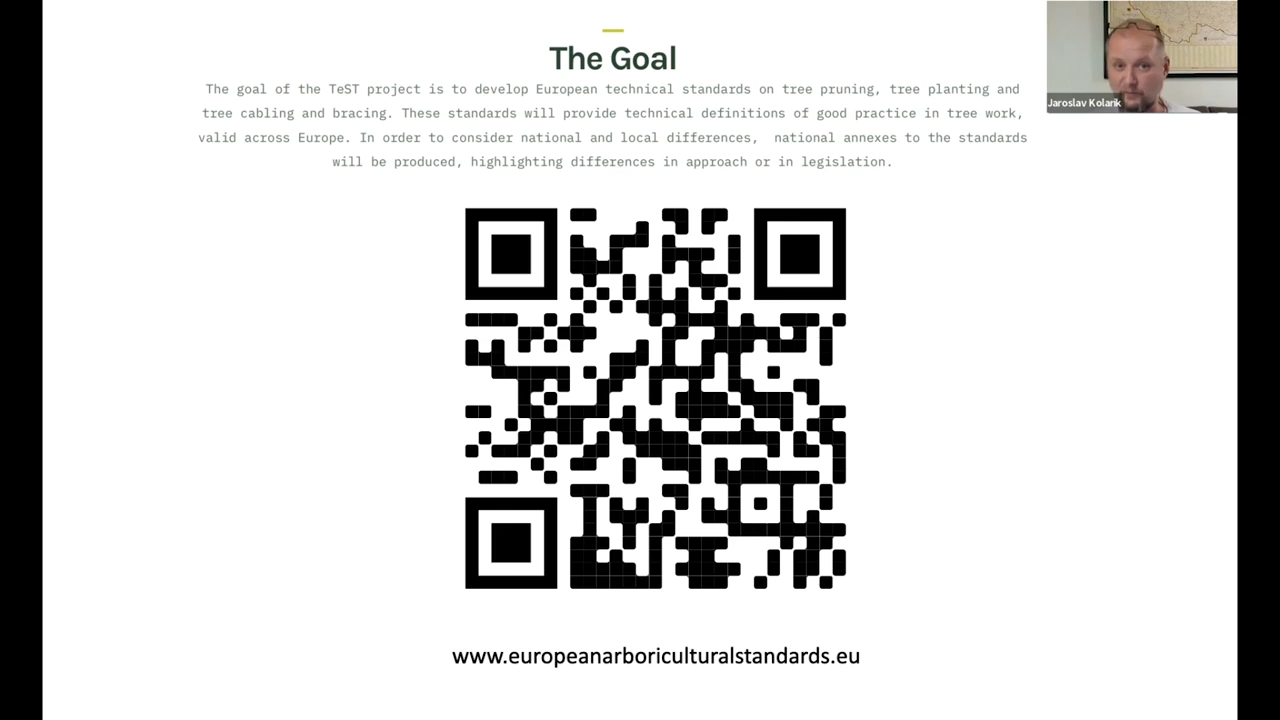 The Goal
The goal of the TeST project is to develop European technical standards on tree pruning, tree planting and
tree cabling and bracing. These standards will provide technical definitions of good practice in tree work,
valid across Europe. In order to consider national and local differences, national annexes to the standards
will be produced, highlighting differences in approach or in legislation.
Jaroslav Kolarik
www.europeanarboriculturalstandards.eu